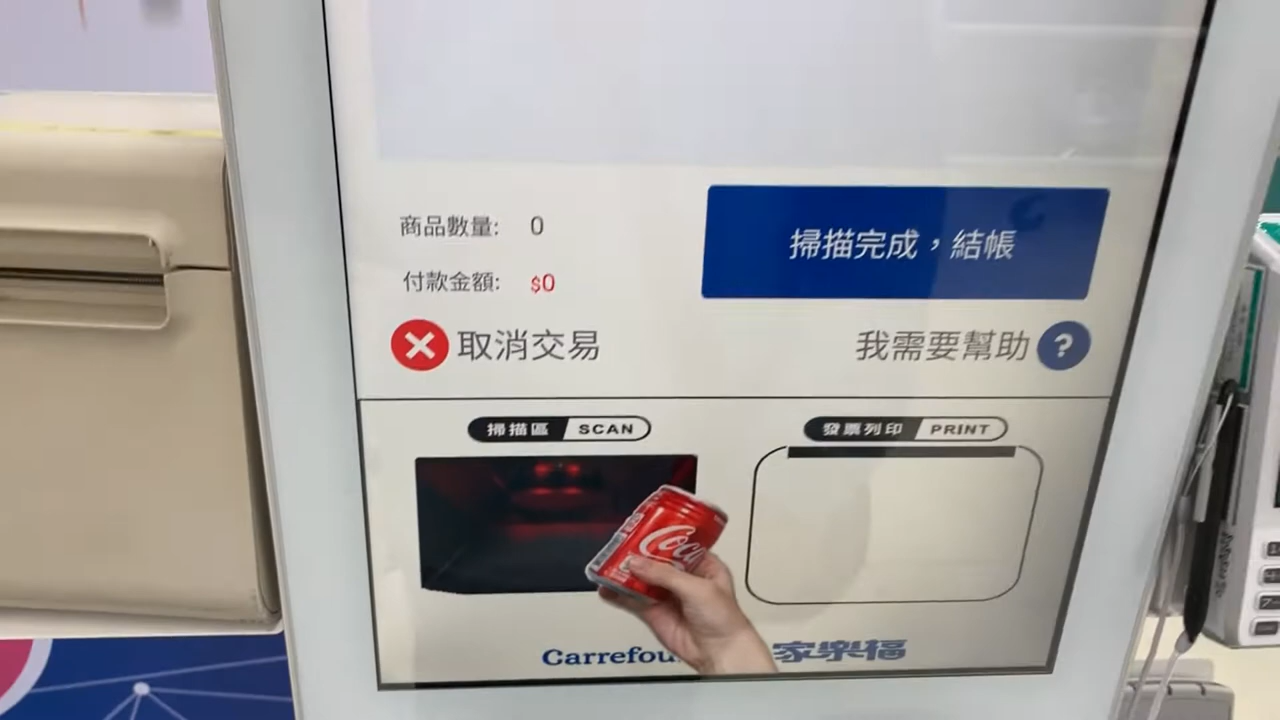 商品數量: 0
掃描完成，結帳
付款金額: $0
取消交易
我需要幫助 ?
掃描區 SCAN
發票列印 PRINT
Coca
Carrefou
家樂福